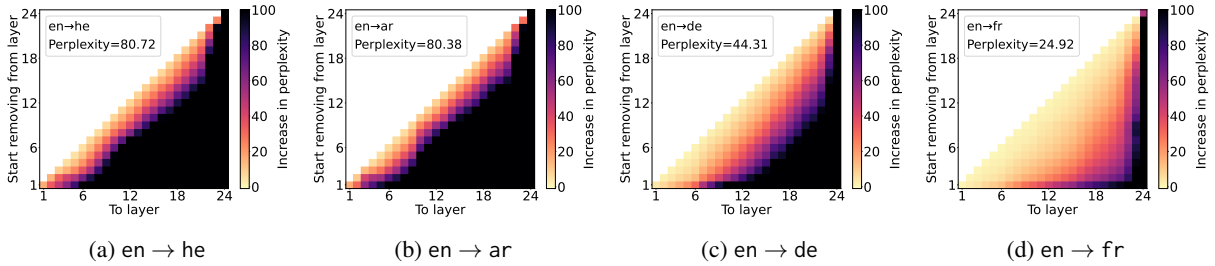 en→he
Perplexity=80.72
Start removing from layer
24
18
12
6
1
1 6 12 18 24
To layer
100
80
60
40
20
0
Increase in perplexity
(a) en → he
en→ar
Perplexity=80.38
Start removing from layer
24
18
12
6
1
1 6 12 18 24
To layer
100
80
60
40
20
0
Increase in perplexity
(b) en → ar
en→de
Perplexity=44.31
Start removing from layer
24
18
12
6
1
1 6 12 18 24
To layer
100
80
60
40
20
0
Increase in perplexity
(c) en → de
en→fr
Perplexity=24.92
Start removing from layer
24
18
12
6
1
1 6 12 18 24
To layer
100
80
60
40
20
0
Increase in perplexity
(d) en → fr